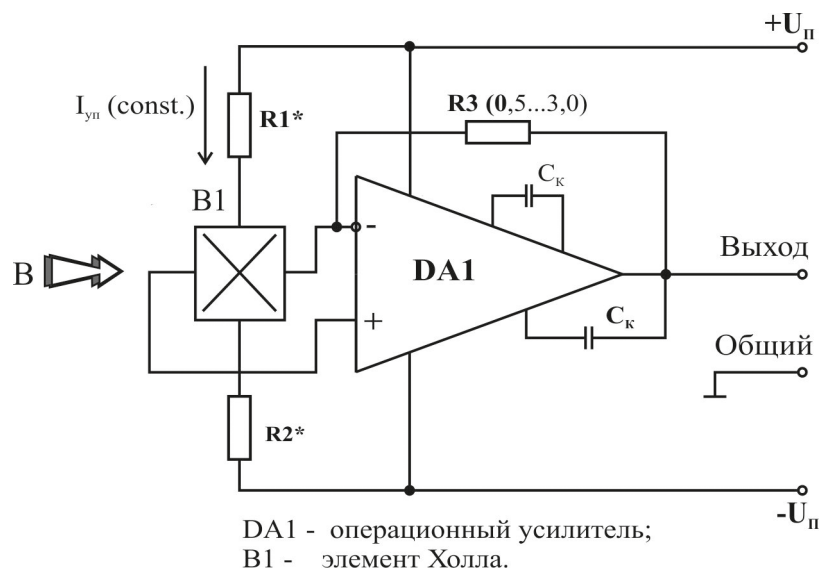 +Uп
Iуп (const.)
R1*
R3 (0,5...3,0)
Cк
B1
-
B
DA1
Выход
+
Cк
Общий
R2*
-Uп
DA1 - операционный усилитель;
B1 - элемент Холла.